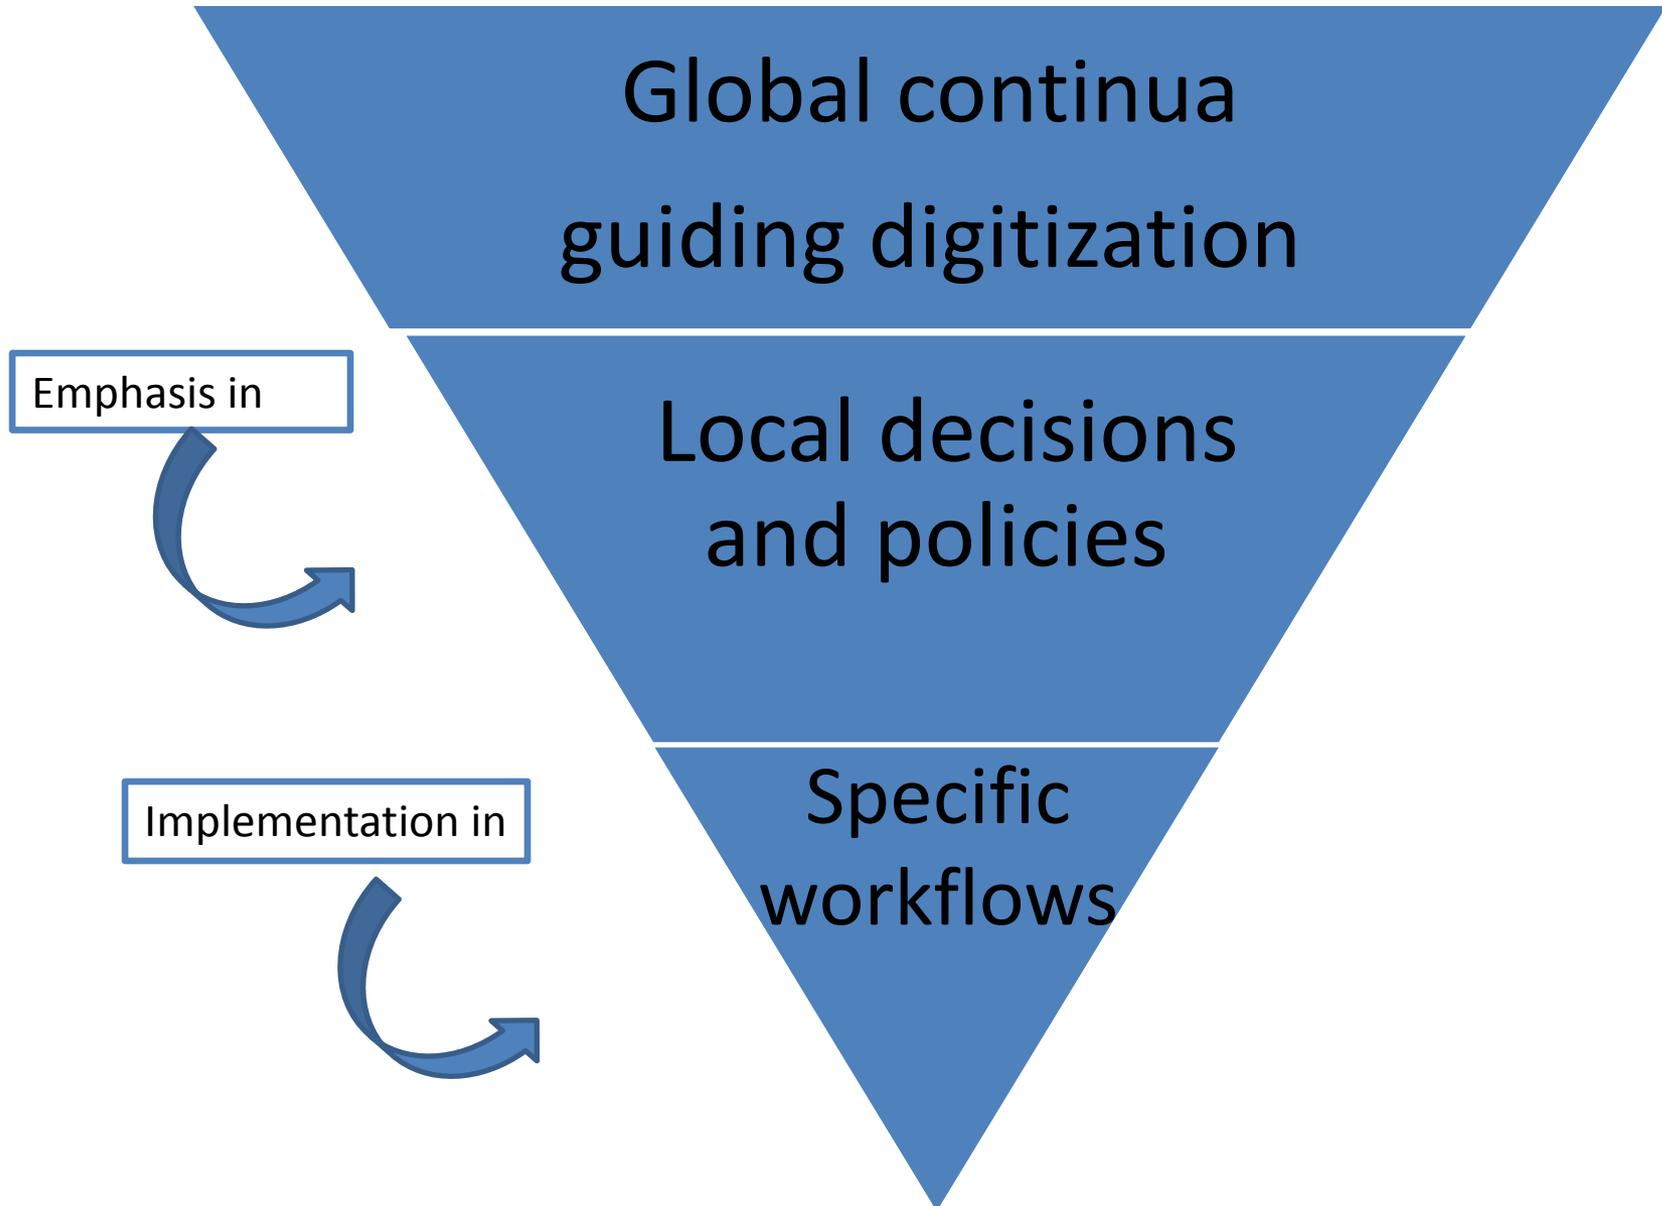 Global continua
guiding digitization
Emphasis in
Local decisions
and policies
Implementation in
Specific
workflows